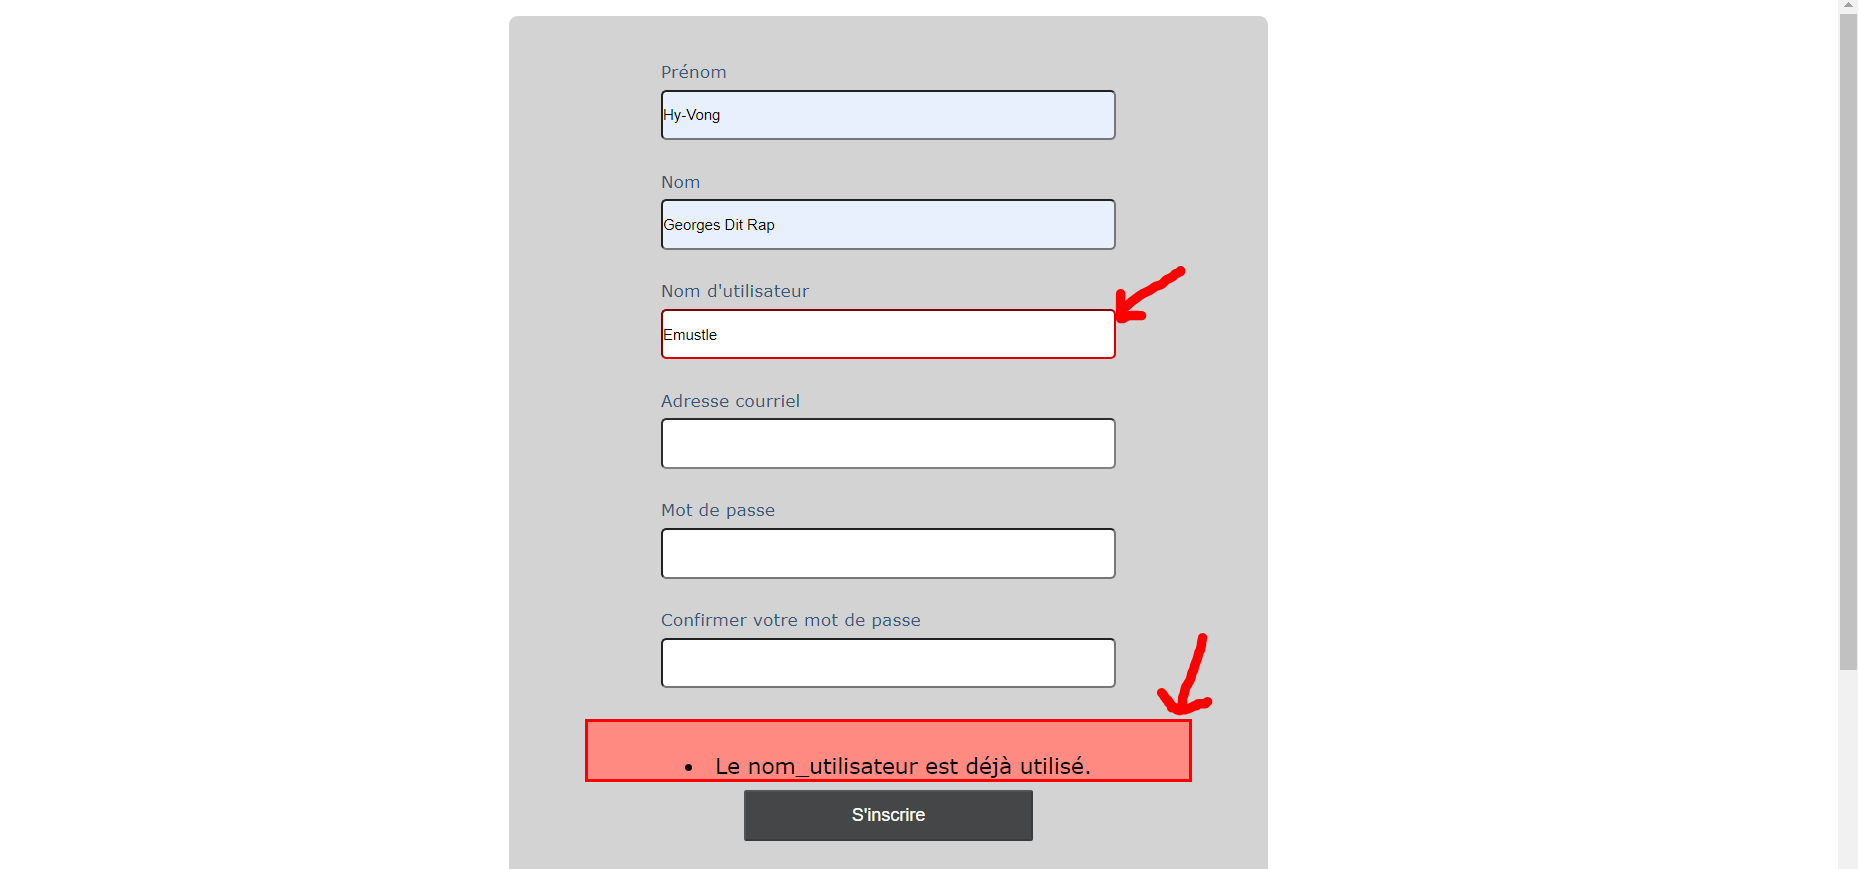 Prénom
Hy-Vong
Nom
Georges Dit Rap
Nom d'utilisateur
Emustle
Adresse courriel
Mot de passe
Confirmer votre mot de passe
• Le nom_utilisateur est déjà utilisé.
S'inscrire